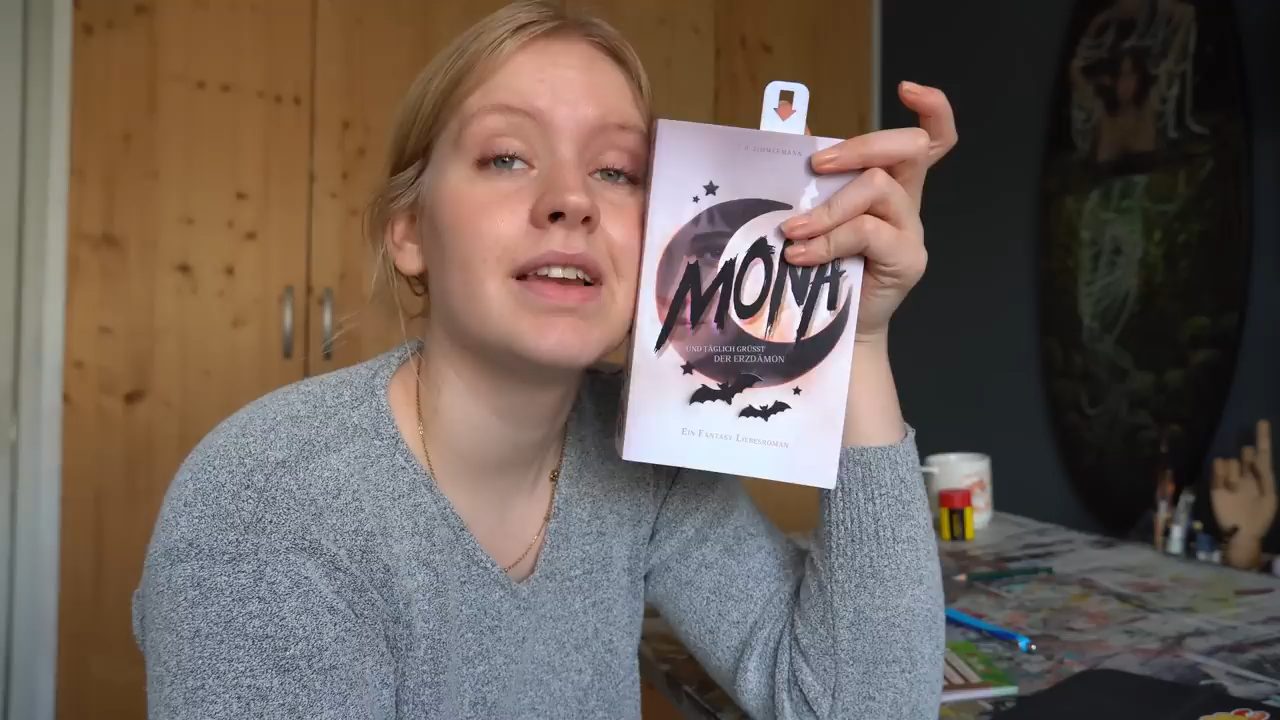 MONA
UND TÄGLICH GRÜSST
DER ERZDÄMON
EIN FANTASY LIEBESROMAN